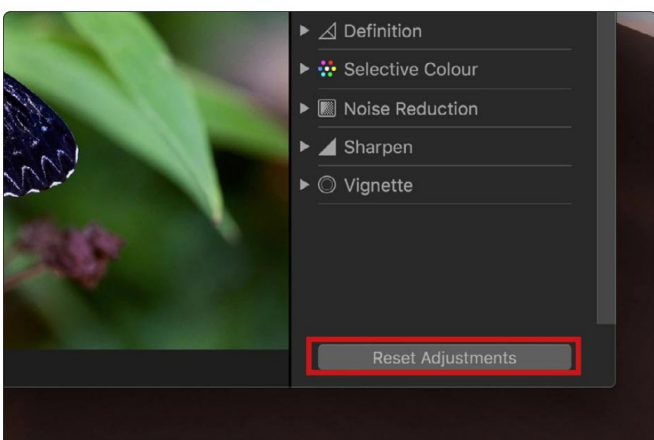 Definition
Selective Colour
Noise Reduction
Sharpen
Vignette
Reset Adjustments